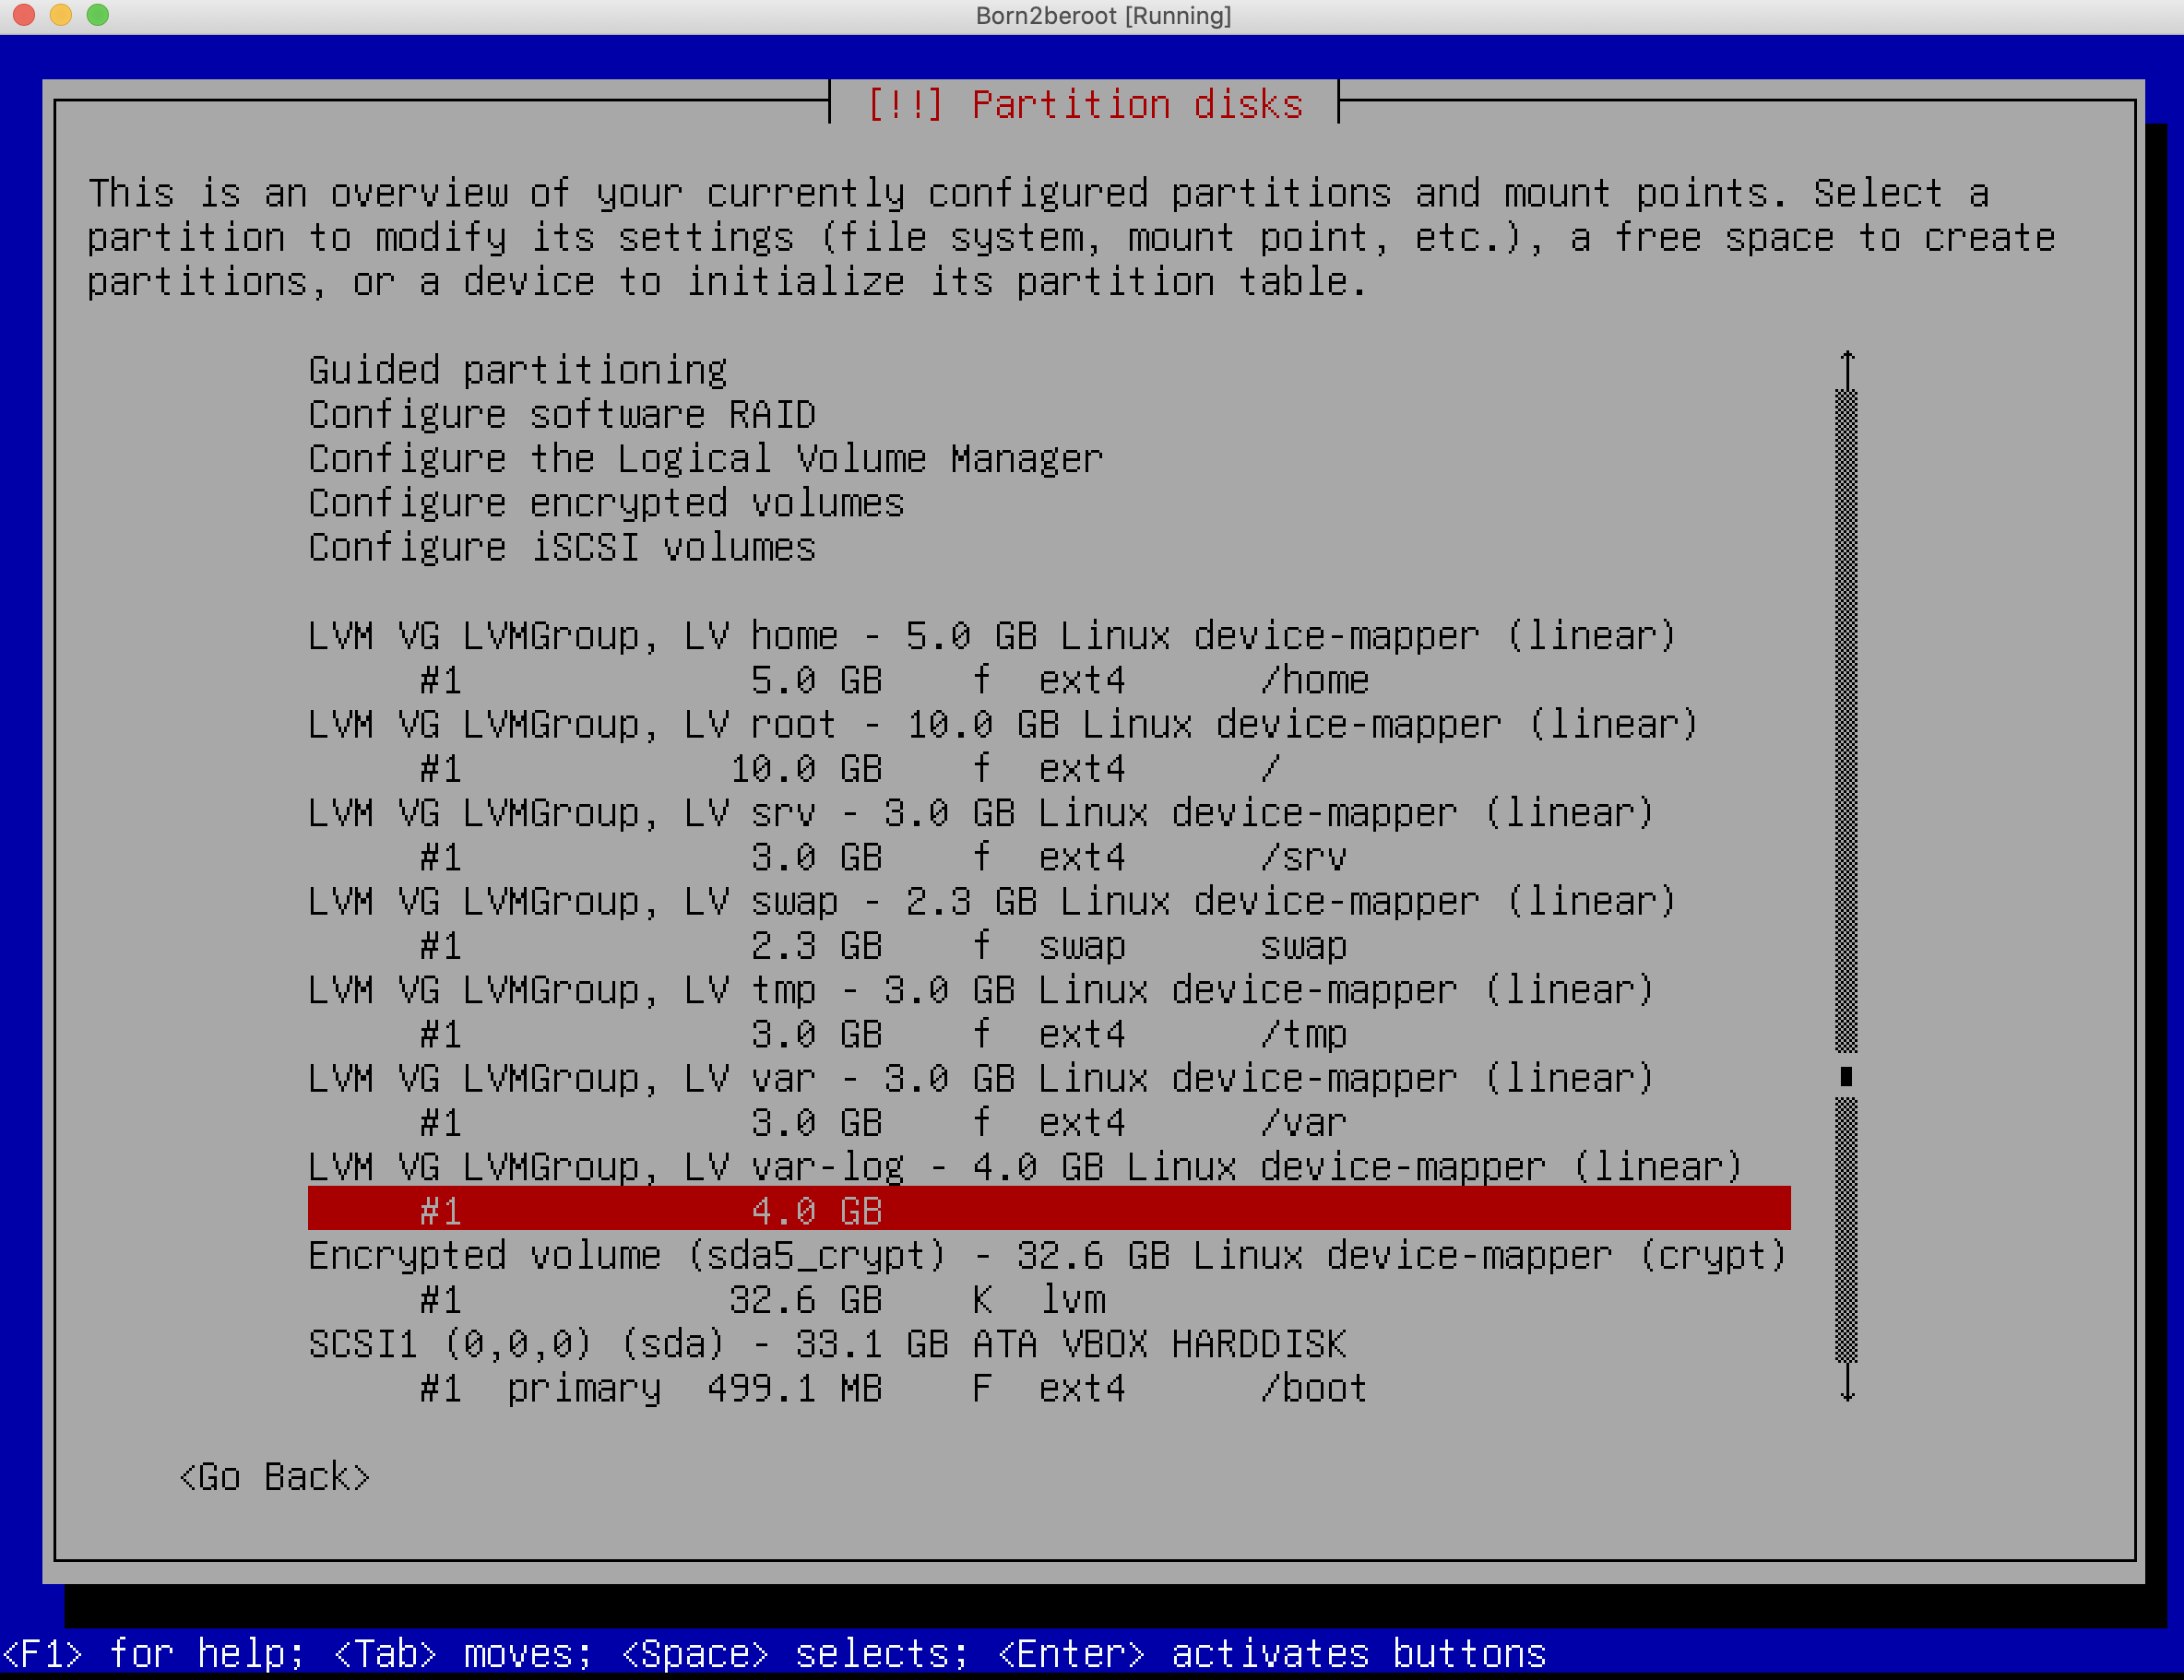 Born2beroot [Running]
[!!] Partition disks
This is an overview of your currently configured partitions and mount points. Select a
partition to modify its settings (file system, mount point, etc.), a free space to create
partitions, or a device to initialize its partition table.
Guided partitioning
Configure software RAID
Configure the Logical Volume Manager
Configure encrypted volumes
Configure iSCSI volumes
LVM VG LVMGroup, LV home - 5.0 GB Linux device-mapper (linear)
#1 5.0 GB f ext4 /home
LVM VG LVMGroup, LV root - 10.0 GB Linux device-mapper (linear)
#1 10.0 GB f ext4 /
LVM VG LVMGroup, LV srv - 3.0 GB Linux device-mapper (linear)
#1 3.0 GB f ext4 /srv
LVM VG LVMGroup, LV swap - 2.3 GB Linux device-mapper (linear)
#1 2.3 GB f swap swap
LVM VG LVMGroup, LV tmp - 3.0 GB Linux device-mapper (linear)
#1 3.0 GB f ext4 /tmp
LVM VG LVMGroup, LV var - 3.0 GB Linux device-mapper (linear)
#1 3.0 GB f ext4 /var
LVM VG LVMGroup, LV var-log - 4.0 GB Linux device-mapper (linear)
#1 4.0 GB
Encrypted volume (sda5_crypt) - 32.6 GB Linux device-mapper (crypt)
#1 32.6 GB K lvm
SCSI1 (0,0,0) (sda) - 33.1 GB ATA VBOX HARDDISK
#1 primary 499.1 MB F ext4 /boot
<Go Back>
<F1> for help; <Tab> moves; <Space> selects; <Enter> activates buttons